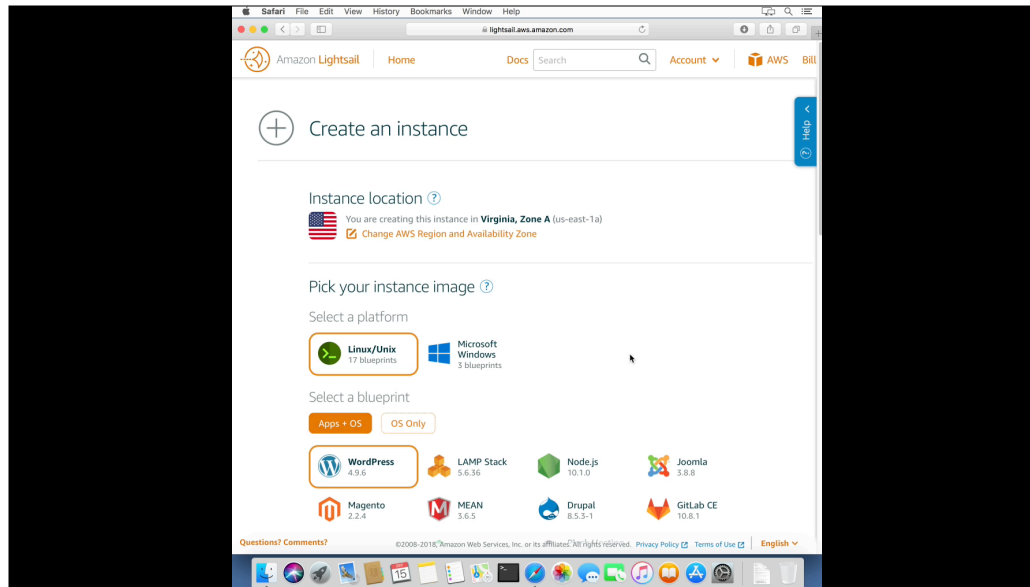 Safari File Edit View History Bookmarks Window Help
lightsail.aws.amazon.com
Amazon Lightsail Home Docs Search Account AWS Bill
Help
Create an instance
Instance location
You are creating this instance in Virginia, Zone A (us-east-1a)
Change AWS Region and Availability Zone
Pick your instance image
Select a platform
Linux/Unix
17 blueprints
Microsoft
Windows
3 blueprints
Select a blueprint
Apps + OS OS Only
WordPress
4.9.6
LAMP Stack
5.6.36
Node.js
10.1.0
Joomla
3.8.8
Magento
2.2.4
MEAN
3.6.5
Drupal
8.5.3-1
GitLab CE
10.8.1
Questions? Comments? ©2008-2018, Amazon Web Services, Inc. or its affiliates. All rights reserved. Privacy Policy Terms of Use English
15